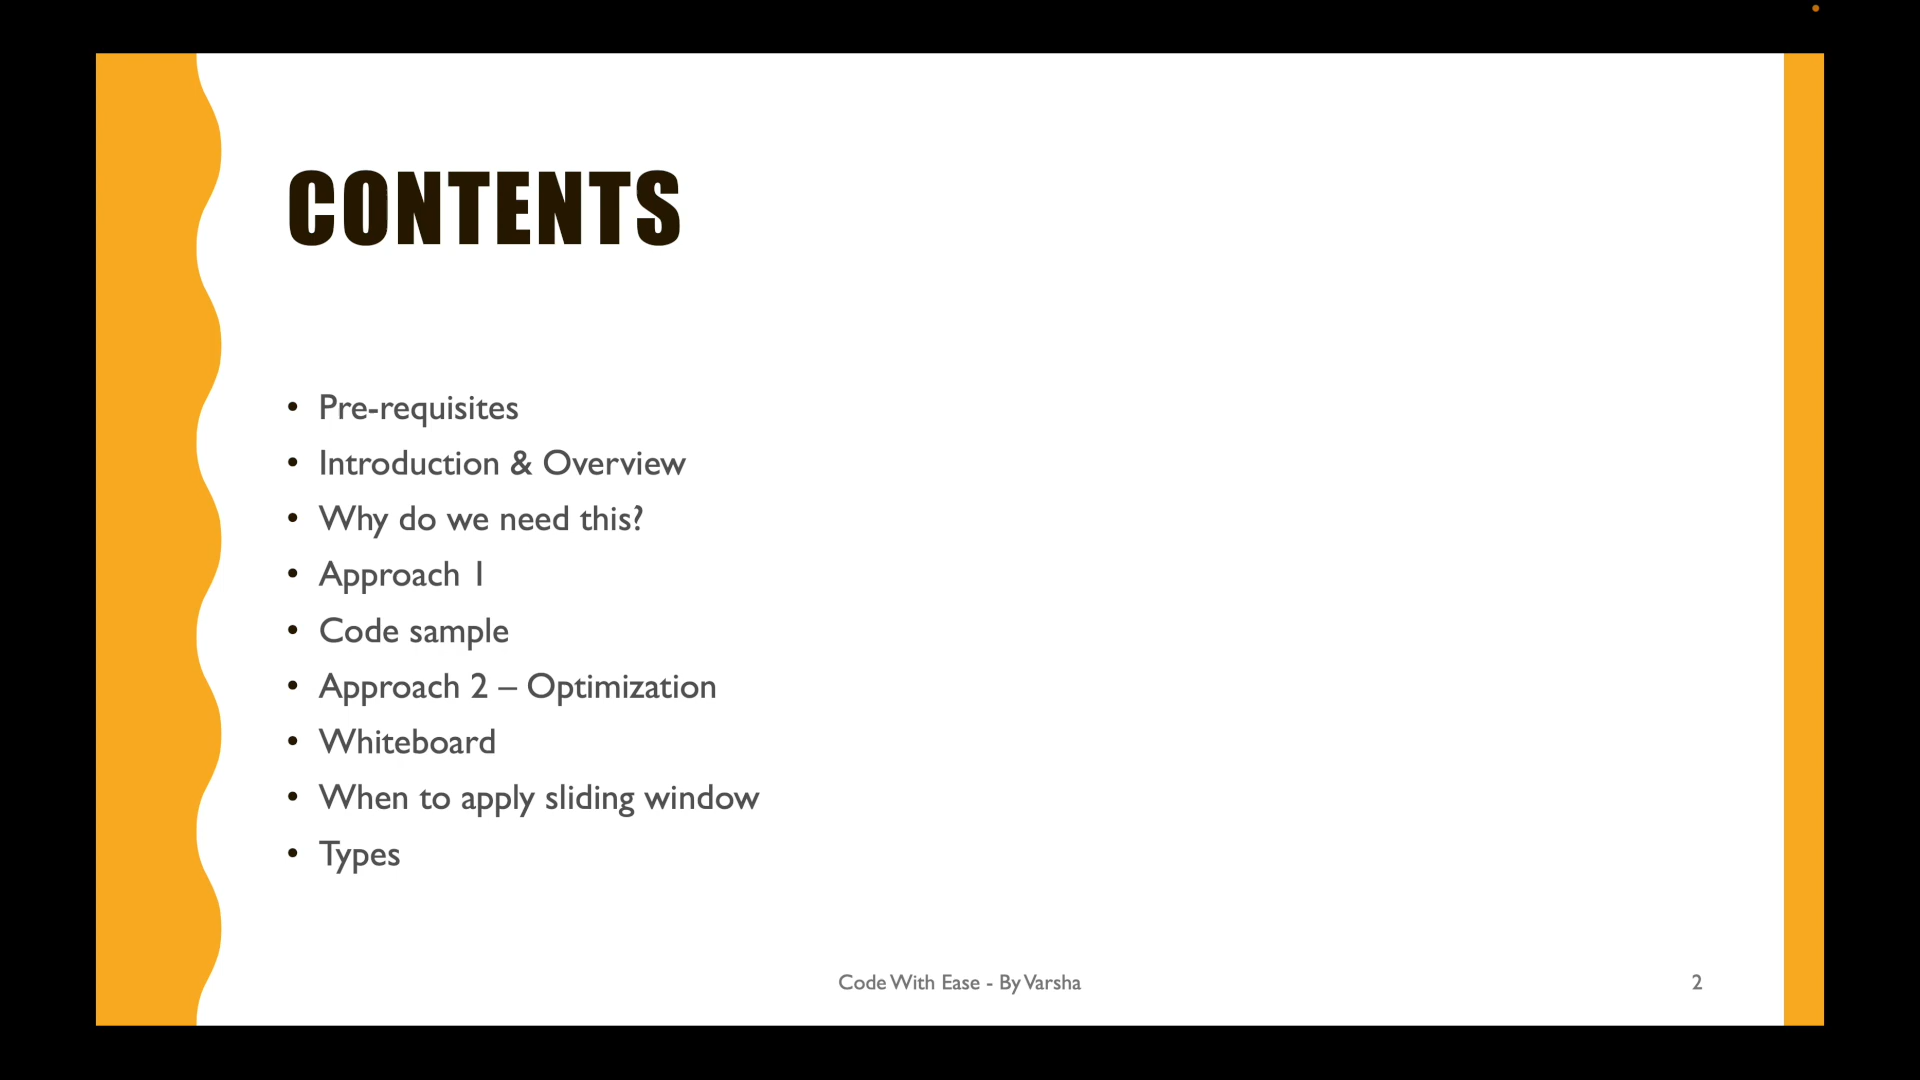 CONTENTS
• Pre-requisites
• Introduction & Overview
• Why do we need this?
• Approach 1
• Code sample
• Approach 2 – Optimization
• Whiteboard
• When to apply sliding window
• Types
Code With Ease - By Varsha
2